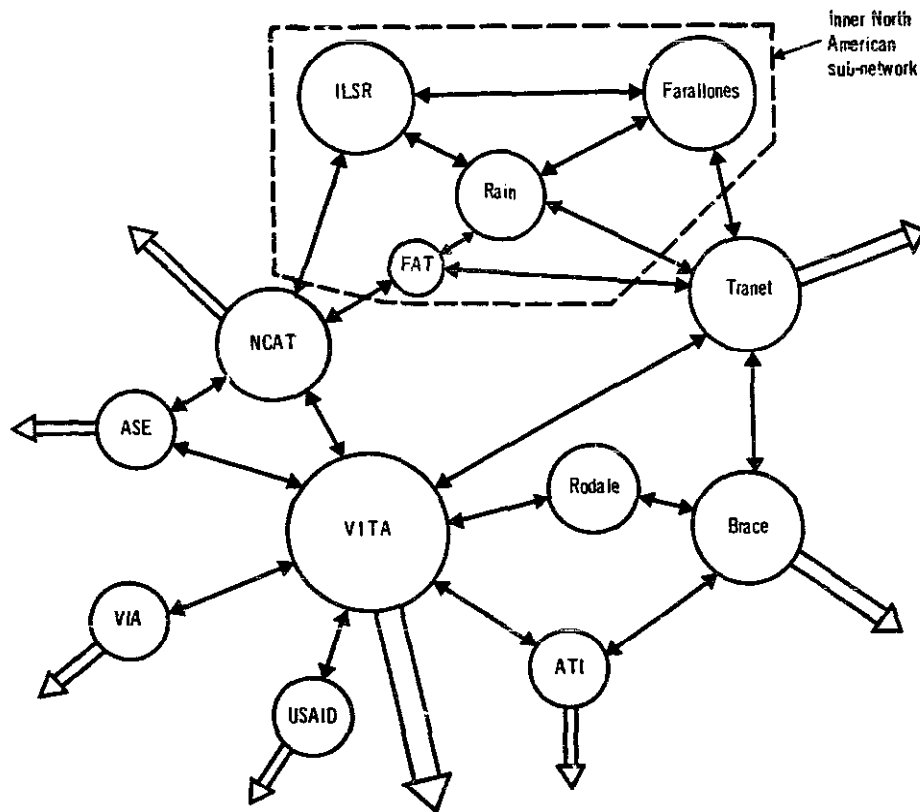 Inner North
American
sub-network
ILSR
Farallones
Rain
FAT
Tranet
NCAT
ASE
Rodale
VITA
Brace
VIA
ATI
USAID